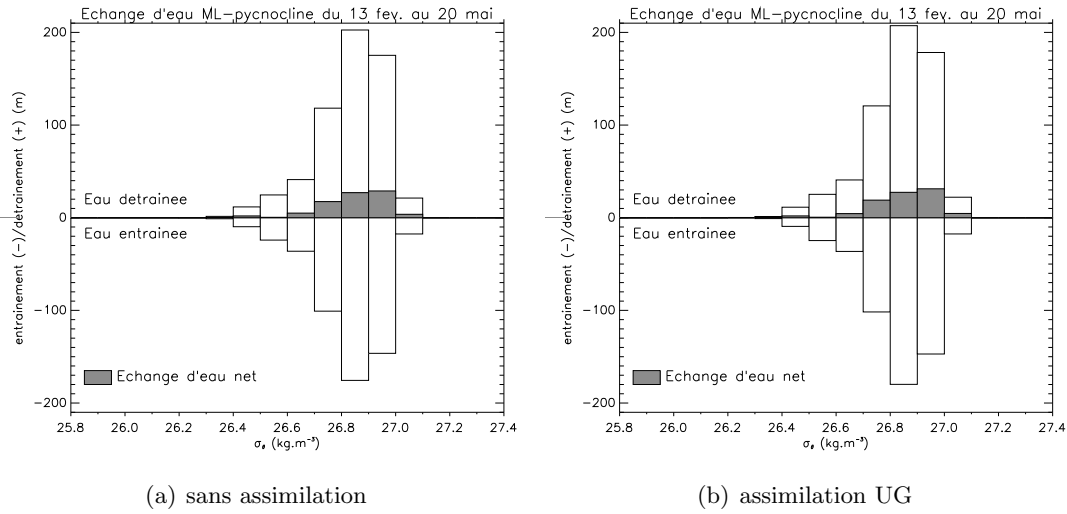 Echange d'eau ML-pycnocline du 13 fev. au 20 mai
entrainement (-)/detrainement (+) (m)
200
100
0
-100
-200
Eau detrainee
Eau entrainee
Echange d'eau net
25.8 26.0 26.2 26.4 26.6 26.8 27.0 27.2 27.4
σθ (kg.m⁻³)
(a) sans assimilation
Echange d'eau ML-pycnocline du 13 fev. au 20 mai
entrainement (-)/detrainement (+) (m)
200
100
0
-100
-200
Eau detrainee
Eau entrainee
Echange d'eau net
25.8 26.0 26.2 26.4 26.6 26.8 27.0 27.2 27.4
σθ (kg.m⁻³)
(b) assimilation UG